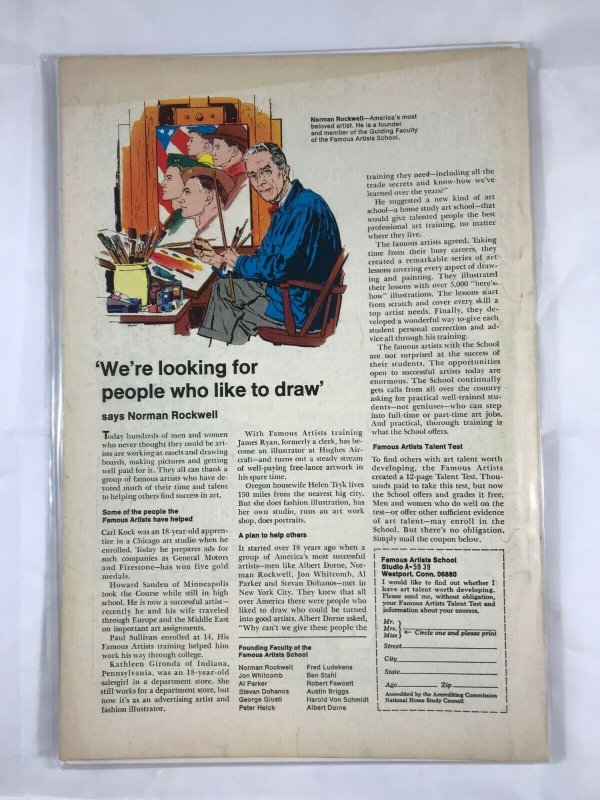 Norman Rockwell—America's most
beloved artist. He is a founder
and member of the Guiding Faculty
of the Famous Artists School.
'We're looking for
people who like to draw'
says Norman Rockwell
Today hundreds of men and women
who never thought they could be art-
ists are working at easels and drawing
boards, making pictures and getting
well paid for it. They all can thank a
group of famous artists who have de-
voted much of their time and talent
to helping others find success in art.
Some of the people the
Famous Artists have helped
Carl Kock was an 18-year-old appren-
tice in a Chicago art studio when he
enrolled. Today he prepares ads for
such companies as General Motors
and Firestone—has won five gold
medals.
Howard Sanden of Minneapolis
took the Course while still in high
school. He is now a successful artist—
recently he and his wife traveled
through Europe and the Middle East
on important art assignments.
Paul Sullivan enrolled at 14. His
Famous Artists training helped him
work his way through college.
Kathleen Gironda of Indiana,
Pennsylvania, was an 18-year-old
salesgirl in a department store. She
still works for a department store, but
now it's as an advertising artist and
fashion illustrator.
With Famous Artists training
James Ryan, formerly a clerk, has be-
come an illustrator at Hughes Air-
craft—and turns out a steady stream
of well-paying free-lance artwork in
his spare time.
Oregon housewife Helen Tryk lives
150 miles from the nearest big city.
But she does fashion illustration, has
her own studio, runs an art work
shop, does portraits.
A plan to help others
It started over 18 years ago when a
group of America's most successful
artists—men like Albert Dorne, Nor-
man Rockwell, Jon Whitcomb, Al
Parker and Stevan Dohanos—met in
New York City. They knew that all
over America there were people who
liked to draw who could be turned
into good artists. Albert Dorne asked,
"Why can't we give these people the
Founding Faculty of the
Famous Artists School
Norman Rockwell
Jon Whitcomb
Al Parker
Stevan Dohanos
George Giusti
Peter Helck
Fred Ludekens
Ben Stahl
Robert Fawcett
Austin Briggs
Harold Von Schmidt
Albert Dorne
training they need—including all the
trade secrets and know-how we've
learned over the years?"
He suggested a new kind of art
school—a home study art school—that
would give talented people the best
professional art training, no matter
where they live.
The famous artists agreed. Taking
time from their busy careers, they
created a remarkable series of art
lessons covering every aspect of draw-
ing and painting. They illustrated
their lessons with over 5,000 "here's-
how" illustrations. The lessons start
from scratch and cover every skill a
top artist needs. Finally, they de-
veloped a wonderful way to give each
student personal correction and ad-
vice all through his training.
The famous artists with the School
are not surprised at the success of
their students. The opportunities
open to successful artists today are
enormous. The School continually
gets calls from all over the country
asking for practical well-trained stu-
dents—not geniuses—who can step
into full-time or part-time art jobs.
And practical, thorough training is
what the School offers.
Famous Artists Talent Test
To find others with art talent worth
developing, the Famous Artists
created a 12-page Talent Test. Thou-
sands paid to take this test, but now
the School offers and grades it free.
Men and women who do well on the
test—or offer other sufficient evidence
of art talent—may enroll in the
School. But there's no obligation.
Simply mail the coupon below.
Famous Artists School
Studio A-5939
Westport, Conn. 06880
I would like to find out whether I
have art talent worth developing.
Please send me, without obligation,
your Famous Artists Talent Test and
information about your courses.
Mr.
Mrs.
Miss
Circle one and please print
Street
City
State
Age Zip
Accredited by the Accrediting Commission
National Home Study Council